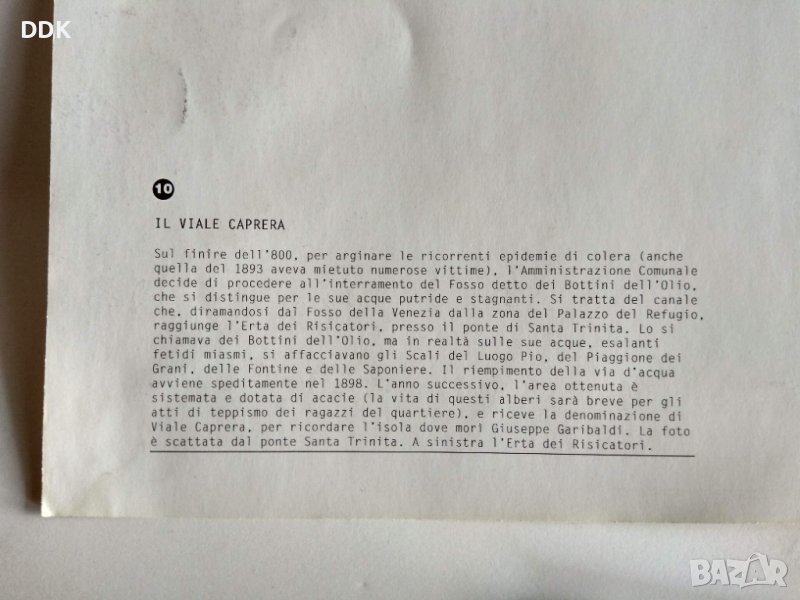 DDK
10
IL VIALE CAPRERA
Sul finire dell'800, per arginare le ricorrenti epidemie di colera (anche
quella del 1893 aveva mietuto numerose vittime), l'Amministrazione Comunale
decide di procedere all'interramento del Fosso detto dei Bottini dell'Olio,
che si distingue per le sue acque putride e stagnanti. Si tratta del canale
che, diramandosi dal Fosso della Venezia dalla zona del Palazzo del Refugio,
raggiunge l'Erta dei Risicatori, presso il ponte di Santa Trinita. Lo si
chiamava dei Bottini dell'Olio, ma in realtà sulle sue acque, esalanti
fetidi miasmi, si affacciavano gli Scali del Luogo Pio, del Piaggione dei
Grani, delle Fontine e delle Saponiere. Il riempimento della via d'acqua
avviene speditamente nel 1898. L'anno successivo, l'area ottenuta è
sistemata e dotata di acacie (la vita di questi alberi sarà breve per gli
atti di teppismo dei ragazzi del quartiere), e riceve la denominazione di
Viale Caprera, per ricordare l'isola dove morì Giuseppe Garibaldi. La foto
è scattata dal ponte Santa Trinita. A sinistra l'Erta dei Risicatori.
BAZAR